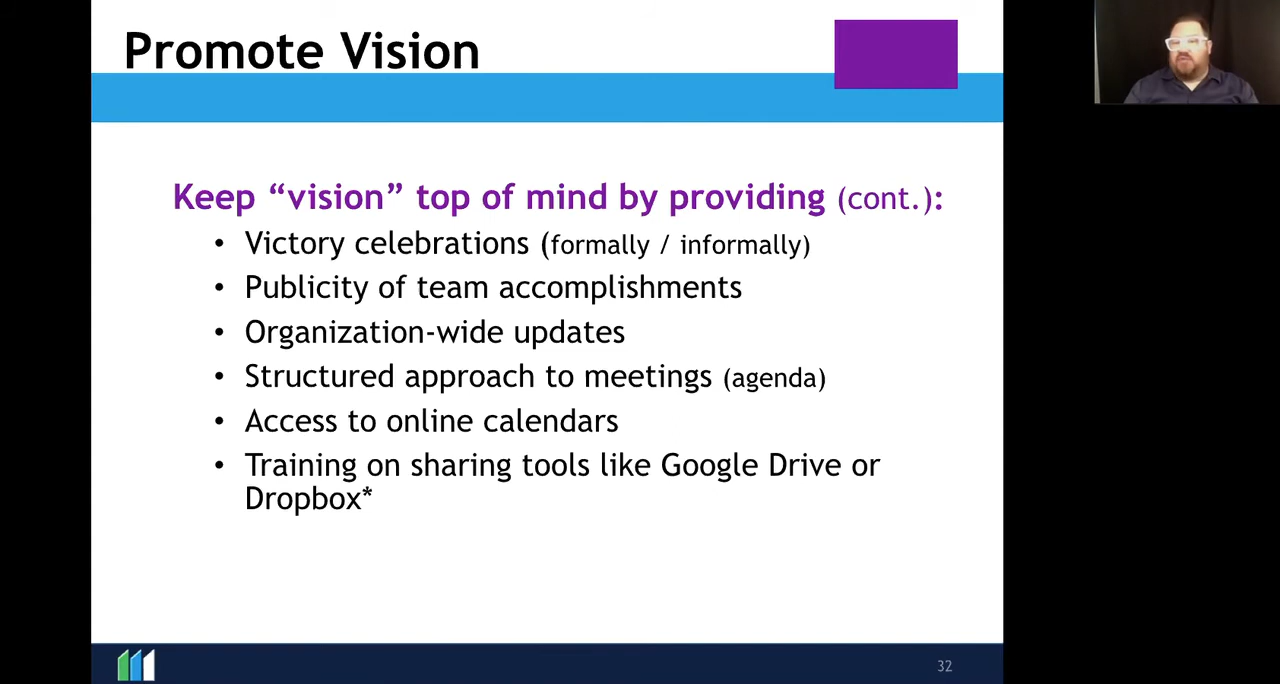 Promote Vision
Keep “vision” top of mind by providing (cont.):
• Victory celebrations (formally / informally)
• Publicity of team accomplishments
• Organization-wide updates
• Structured approach to meetings (agenda)
• Access to online calendars
• Training on sharing tools like Google Drive or
Dropbox*
32